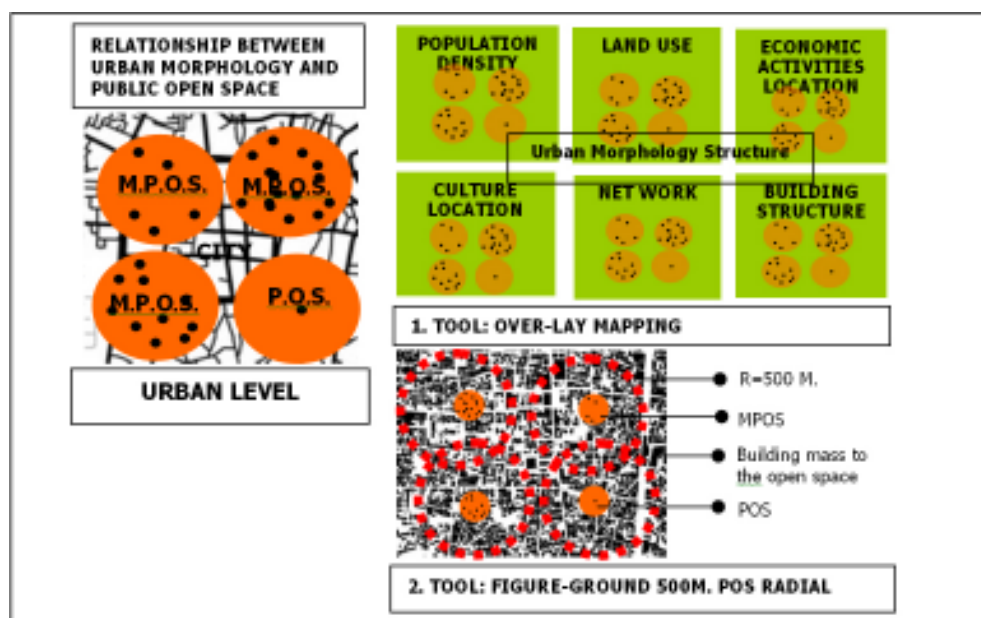 RELATIONSHIP BETWEEN
URBAN MORPHOLOGY AND
PUBLIC OPEN SPACE
M.P.O.S.
M.P.O.S.
CITY
M.P.O.S.
P.O.S.
URBAN LEVEL
POPULATION
DENSITY
LAND USE
ECONOMIC
ACTIVITIES
LOCATION
Urban Morphology Structure
CULTURE
LOCATION
NET WORK
BUILDING
STRUCTURE
1. TOOL: OVER-LAY MAPPING
R=500 M.
MPOS
Building mass to
the open space
POS
2. TOOL: FIGURE-GROUND 500M. POS RADIAL